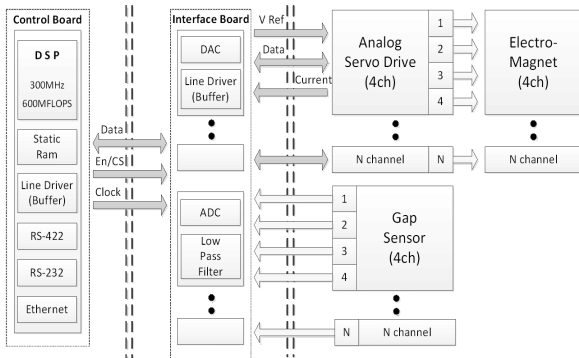 Control Board
DSP
300MHz
600MFLOPS
Static
Ram
Line Driver
(Buffer)
RS-422
RS-232
Ethernet
Data
En/CS
Clock
Interface Board
DAC
Line Driver
(Buffer)
ADC
Low
Pass
Filter
V Ref
Data
Current
Analog
Servo Drive
(4ch)
1
2
3
4
N channel
N
Electro-
Magnet
(4ch)
N channel
1
2
3
4
Gap
Sensor
(4ch)
N
N channel